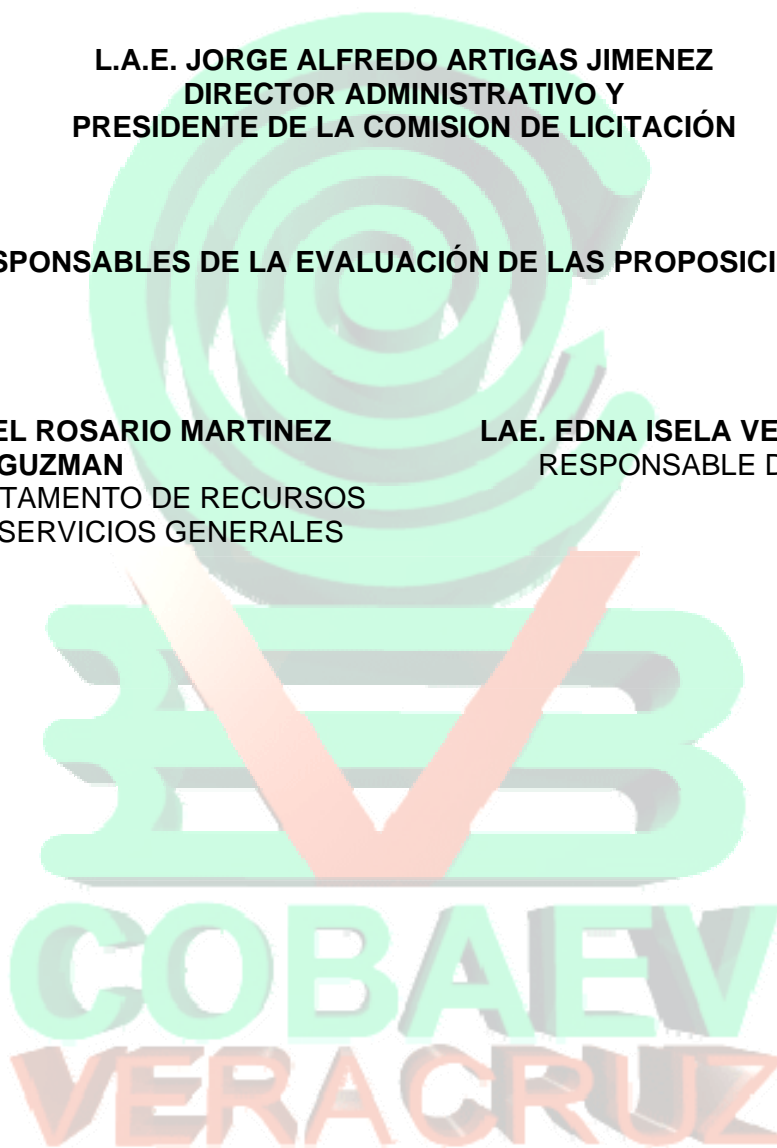 L.A.E. JORGE ALFREDO ARTIGAS JIMENEZ
DIRECTOR ADMINISTRATIVO Y
PRESIDENTE DE LA COMISION DE LICITACIÓN
SPONSABLES DE LA EVALUACIÓN DE LAS PROPOSICI
EL ROSARIO MARTINEZ
GUZMAN
TAMENTO DE RECURSOS
SERVICIOS GENERALES
LAE. EDNA ISELA VE
RESPONSABLE D
COBAEV
VERACRUZ